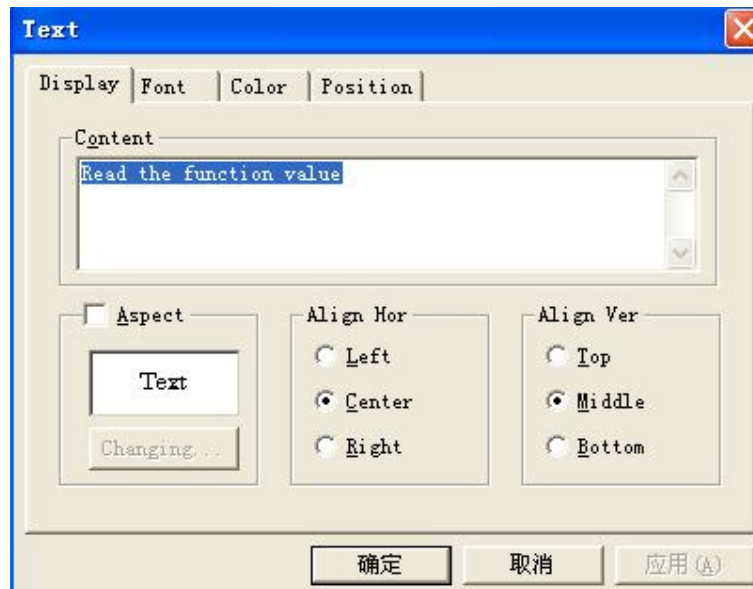 Text
Display Font Color Position
Content
Read the function value
Aspect Align Hor Align Ver
Text
Changing...
Left
Center
Right
Top
Middle
Bottom
确定 取消 应用(A)